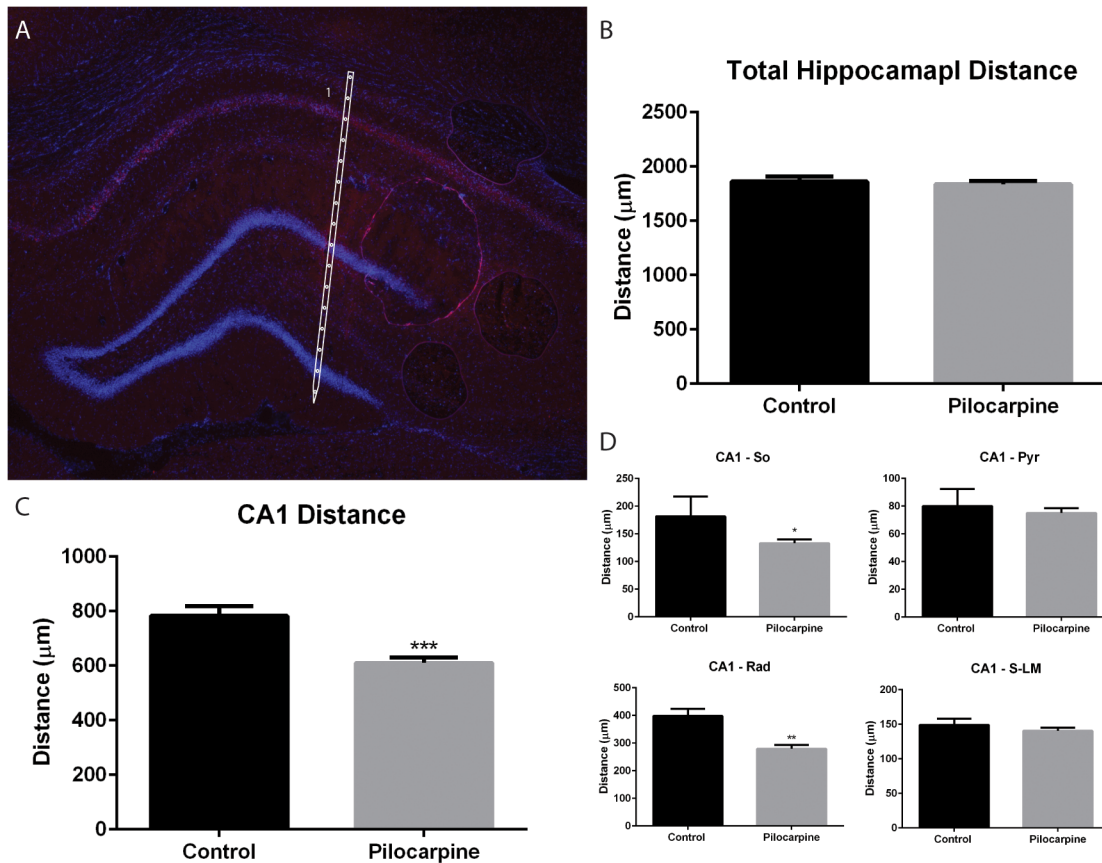 A
1
B
Total Hippocamapl Distance
2500
2000
1500
1000
500
0
Distance (μm)
Control Pilocarpine
C
CA1 Distance
1000
800
600
400
200
0
Distance (μm)
***
Control Pilocarpine
D
CA1 - So
250
200
150
100
50
0
Distance (μm)
*
Control Pilocarpine
CA1 - Pyr
100
80
60
40
20
0
Distance (μm)
Control Pilocarpine
CA1 - Rad
500
400
300
200
100
0
Distance (μm)
**
Control Pilocarpine
CA1 - S-LM
200
150
100
50
0
Distance (μm)
Control Pilocarpine